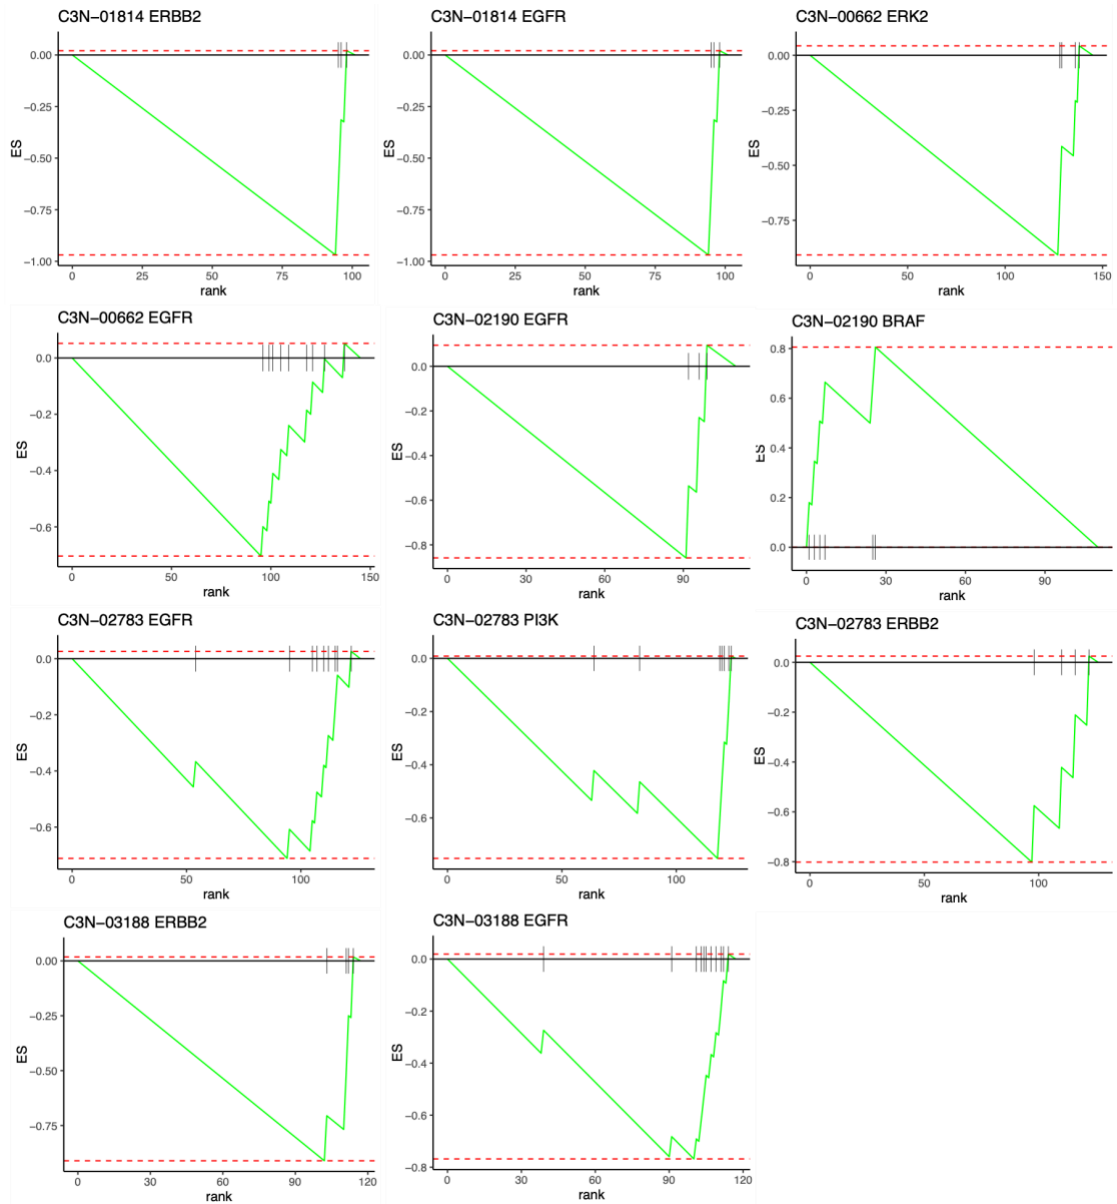 C3N−01814 ERBB2
0.00
−0.25
−0.50
−0.75
−1.00
ES
0 25 50 75 100
rank
C3N−01814 EGFR
0.00
−0.25
−0.50
−0.75
−1.00
ES
0 25 50 75 100
rank
C3N−00662 ERK2
0.00
−0.25
−0.50
−0.75
ES
0 50 100 150
rank
C3N−00662 EGFR
0.0
−0.2
−0.4
−0.6
ES
0 50 100 150
rank
C3N−02190 EGFR
0.0
−0.2
−0.4
−0.6
−0.8
ES
0 30 60 90
rank
C3N−02190 BRAF
0.8
0.6
0.4
0.2
0.0
ES
0 30 60 90
rank
C3N−02783 EGFR
0.0
−0.2
−0.4
−0.6
ES
0 50 100
rank
C3N−02783 PI3K
0.0
−0.2
−0.4
−0.6
ES
0 50 100
rank
C3N−02783 ERBB2
0.0
−0.2
−0.4
−0.6
−0.8
ES
0 50 100
rank
C3N−03188 ERBB2
0.00
−0.25
−0.50
−0.75
ES
0 30 60 90 120
rank
C3N−03188 EGFR
0.0
−0.2
−0.4
−0.6
−0.8
ES
0 30 60 90 120
rank